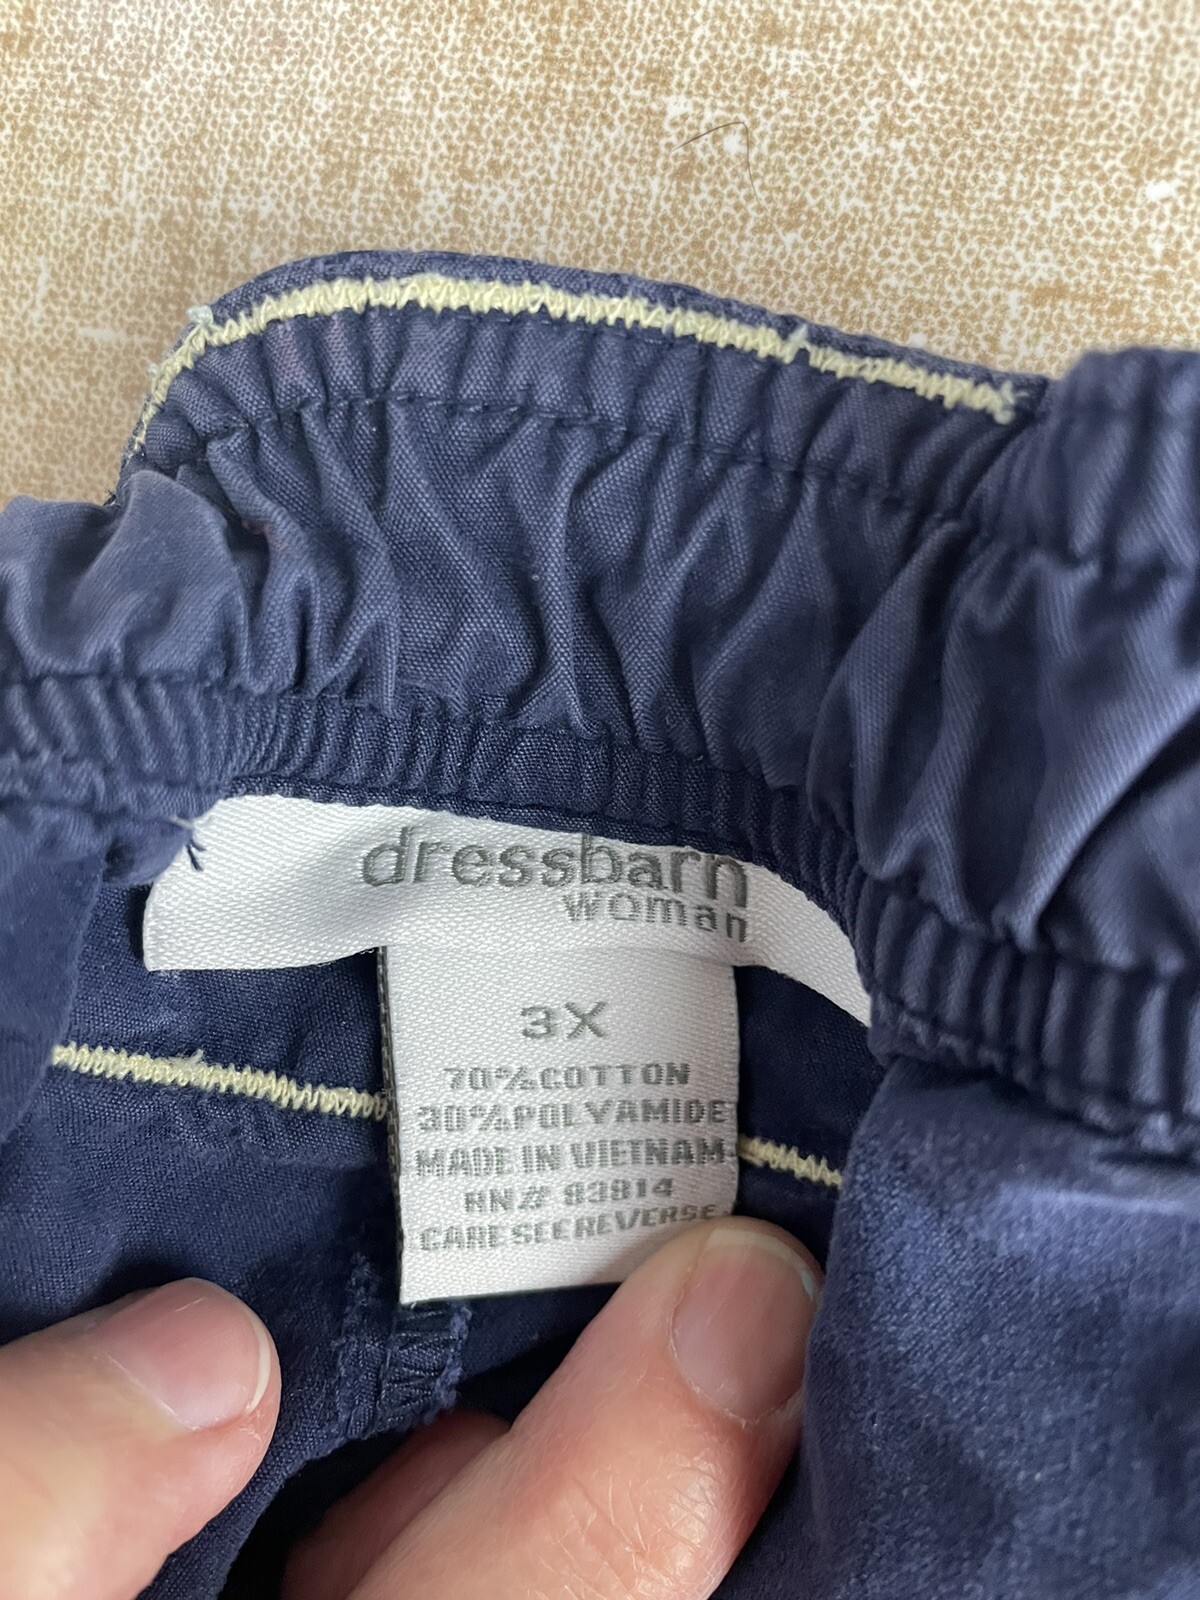 dressbarn
woman
3X
70%COTTON
30%POLYAMIDE
MADE IN VIETNAM
RN# 83814
CARE SEE REVERSE